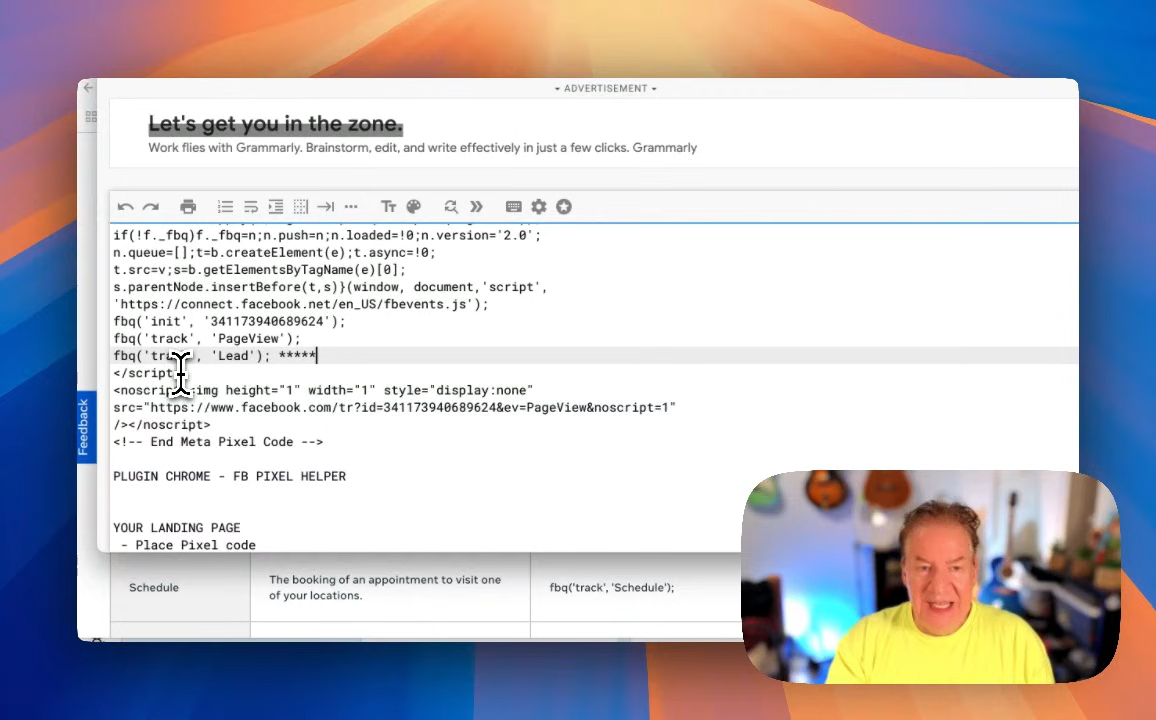 ADVERTISEMENT
Let's get you in the zone.
Work flies with Grammarly. Brainstorm, edit, and write effectively in just a few clicks. Grammarly
if(!f._fbq)f._fbq=n;n.push=n;n.loaded=!0;n.version='2.0';
n.queue=[];t=b.createElement(e);t.async=!0;
t.src=v;s=b.getElementsByTagName(e)[0];
s.parentNode.insertBefore(t,s)}(window, document,'script',
'https://connect.facebook.net/en_US/fbevents.js');
fbq('init', '341173940689624');
fbq('track', 'PageView');
fbq('track', 'Lead'); *****
</script>
<noscript><img height="1" width="1" style="display:none"
src="https://www.facebook.com/tr?id=341173940689624&ev=PageView&noscript=1"
/></noscript>
<!-- End Meta Pixel Code -->
PLUGIN CHROME - FB PIXEL HELPER
YOUR LANDING PAGE
- Place Pixel code
Feedback
Schedule
The booking of an appointment to visit one
of your locations.
fbq('track', 'Schedule');